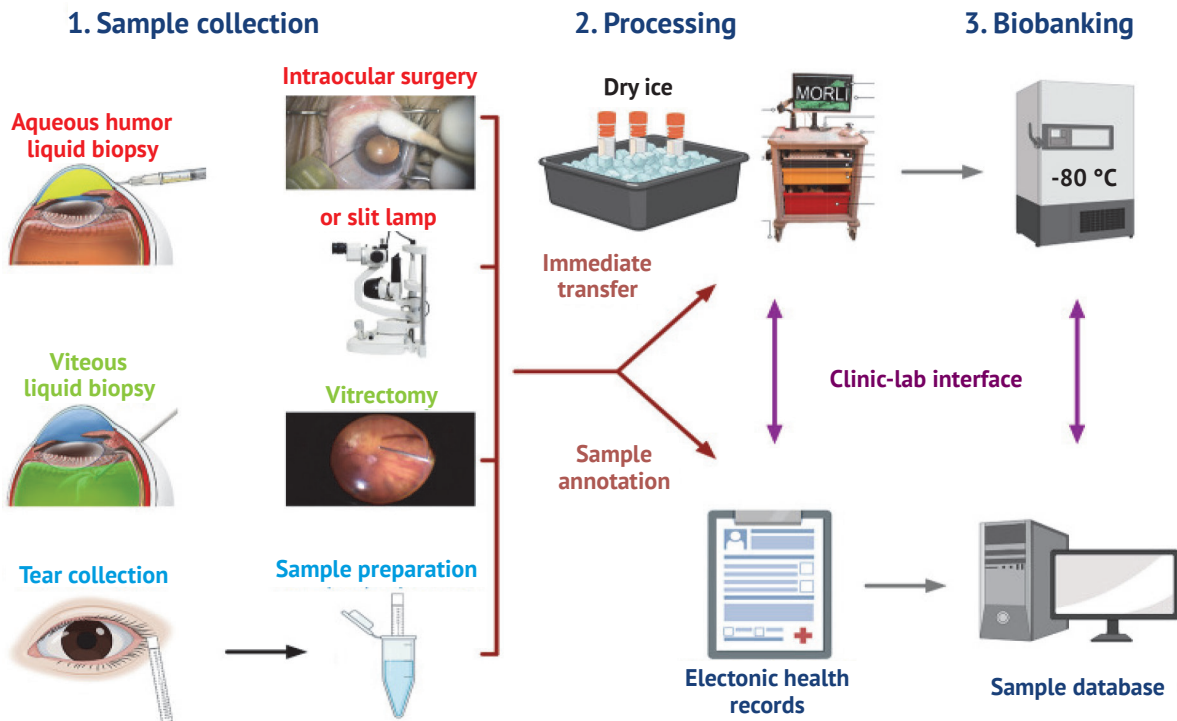 1. Sample collection
2. Processing
3. Biobanking
Aqueous humor
liquid biopsy
Intraocular surgery
or slit lamp
Viteous
liquid biopsy
Vitrectomy
Tear collection
Sample preparation
Dry ice
MORLI
Immediate
transfer
Sample
annotation
-80 °C
Clinic-lab interface
Electonic health
records
Sample database